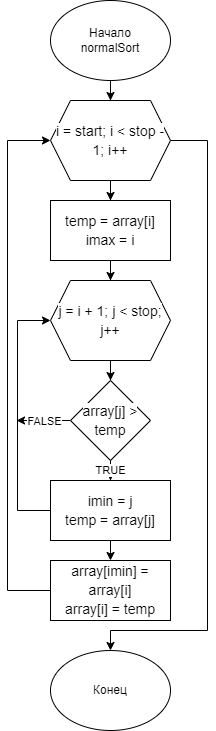 Начало
normalSort
i = start; i < stop -
1; i++
temp = array[i]
imax = i
j = i + 1; j < stop;
j++
array[j] >
temp
FALSE
TRUE
imin = j
temp = array[j]
array[imin] =
array[i]
array[i] = temp
Конец